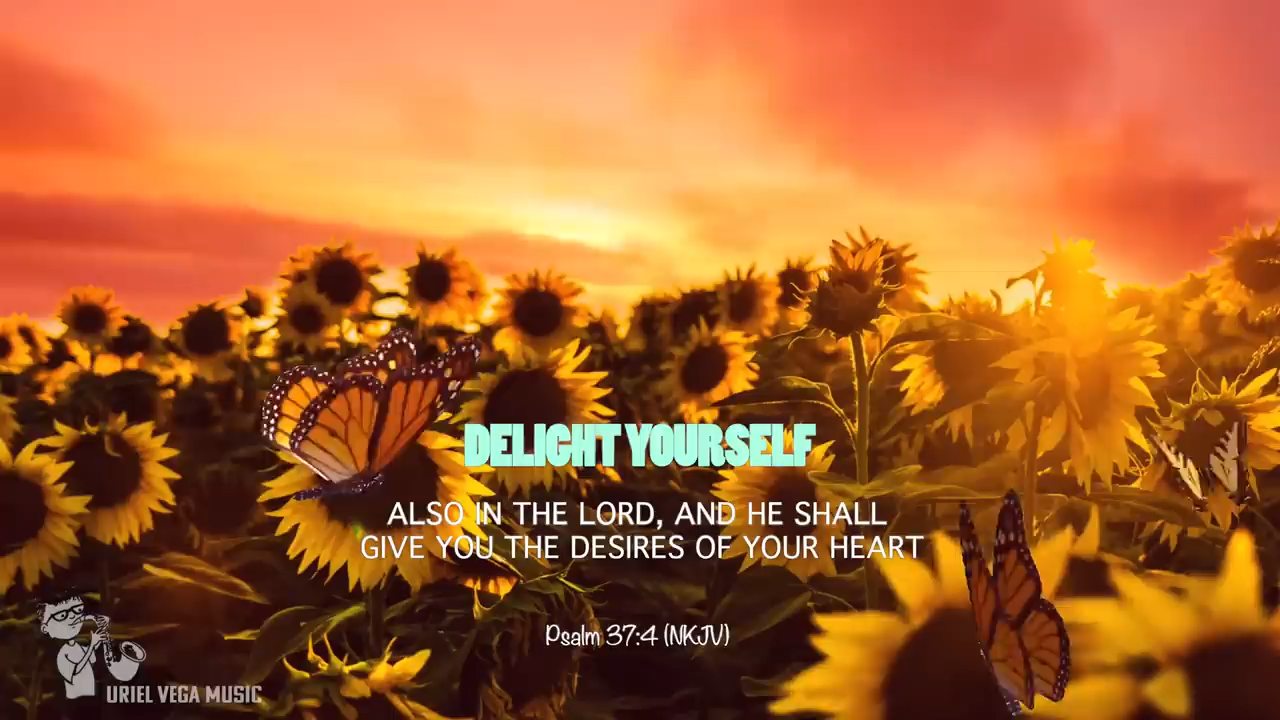 DELIGHT YOURSELF
ALSO IN THE LORD, AND HE SHALL
GIVE YOU THE DESIRES OF YOUR HEART
Psalm 37:4 (NKJV)
URIEL VEGA MUSIC